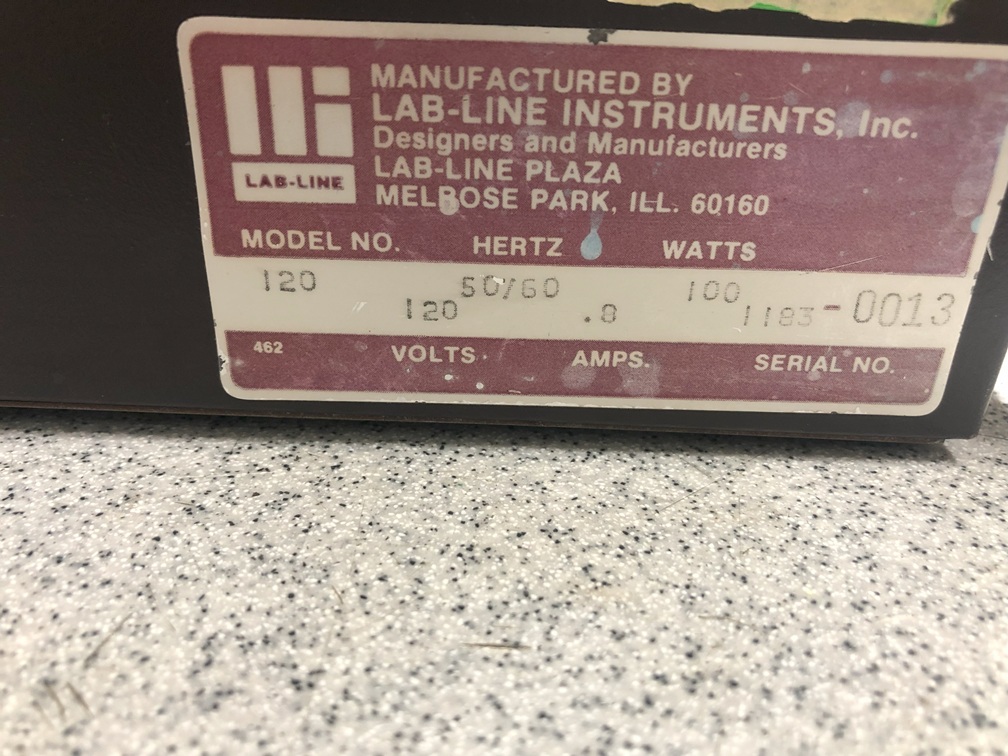 MANUFACTURED BY
LAB-LINE INSTRUMENTS, Inc.
Designers and Manufacturers
LAB-LINE PLAZA
MELROSE PARK, ILL. 60160
LAB-LINE
MODEL NO. HERTZ WATTS
120 50/60 100
120 .8 1183-0013
462 VOLTS AMPS. SERIAL NO.